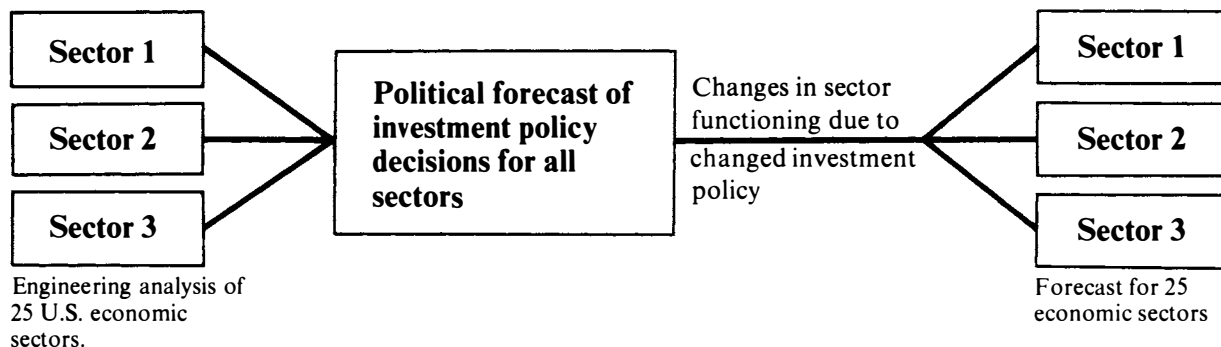 Sector 1
Sector 2
Sector 3
Engineering analysis of
25 U.S. economic
sectors.
Political forecast of
investment policy
decisions for all
sectors
Changes in sector
functioning due to
changed investment
policy
Sector 1
Sector 2
Sector 3
Forecast for 25
economic sectors